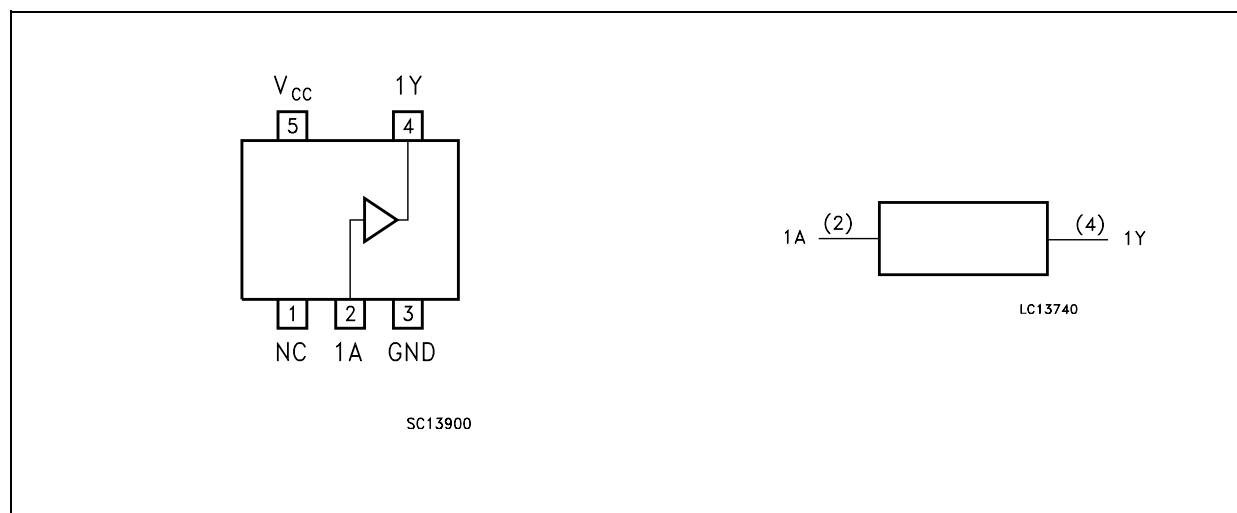 V CC 1Y
5 4
1 2 3
NC 1A GND
SC13900
1A (2) (4) 1Y
LC13740